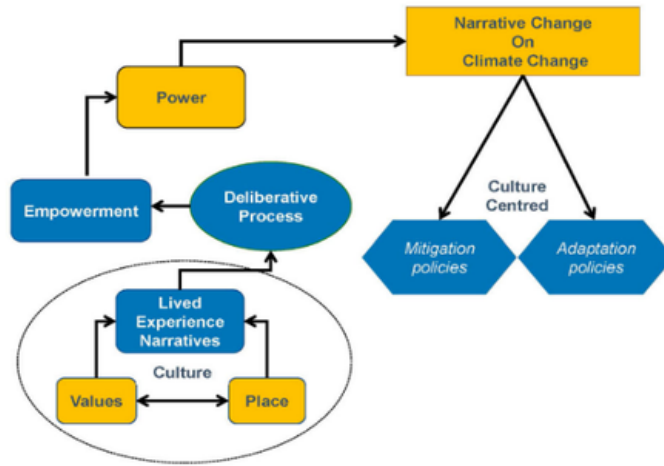 Narrative Change
On
Climate Change
Power
Deliberative
Process
Empowerment
Culture
Centred
Mitigation
policies
Adaptation
policies
Lived
Experience
Narratives
Culture
Values
Place